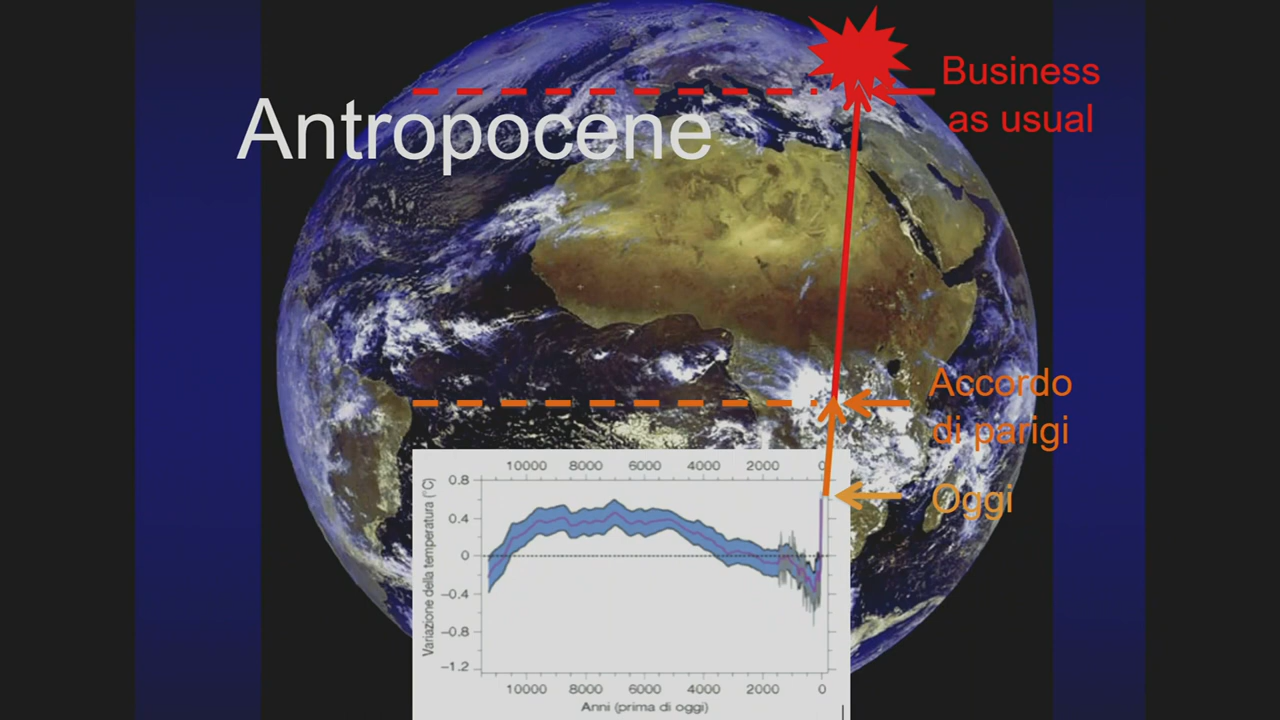 Business
as usual
Antropocene
Accordo
di parigi
Oggi
10000 8000 6000 4000 2000 0
Variazione della temperatura (°C)
0.8
0.4
0
−0.4
−0.8
−1.2
10000 8000 6000 4000 2000 0
Anni (prima di oggi)